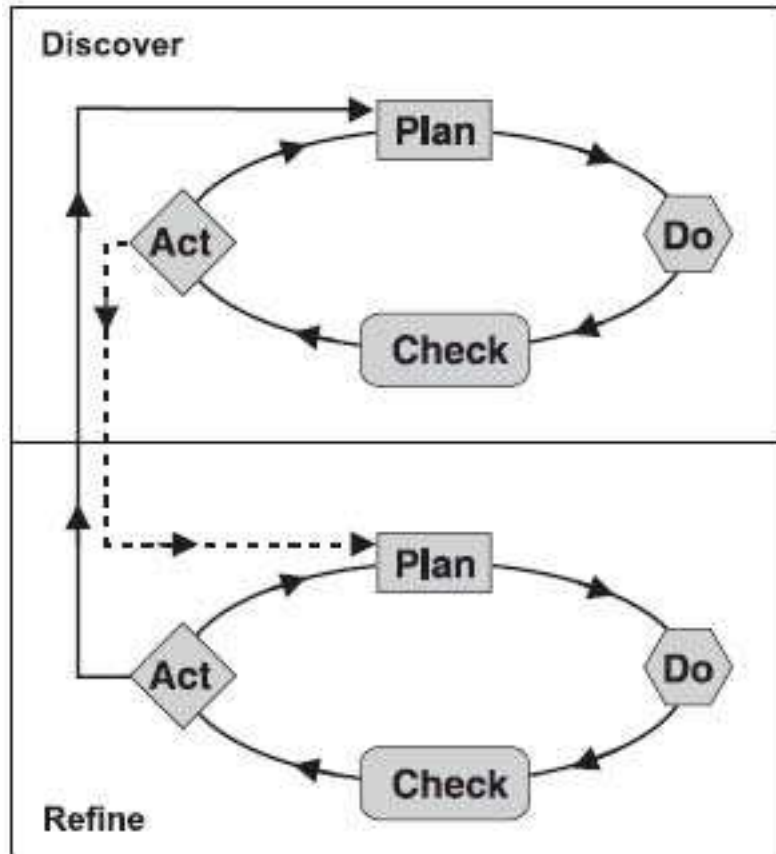 Discover
Plan
Act
Do
Check
Plan
Act
Do
Check
Refine